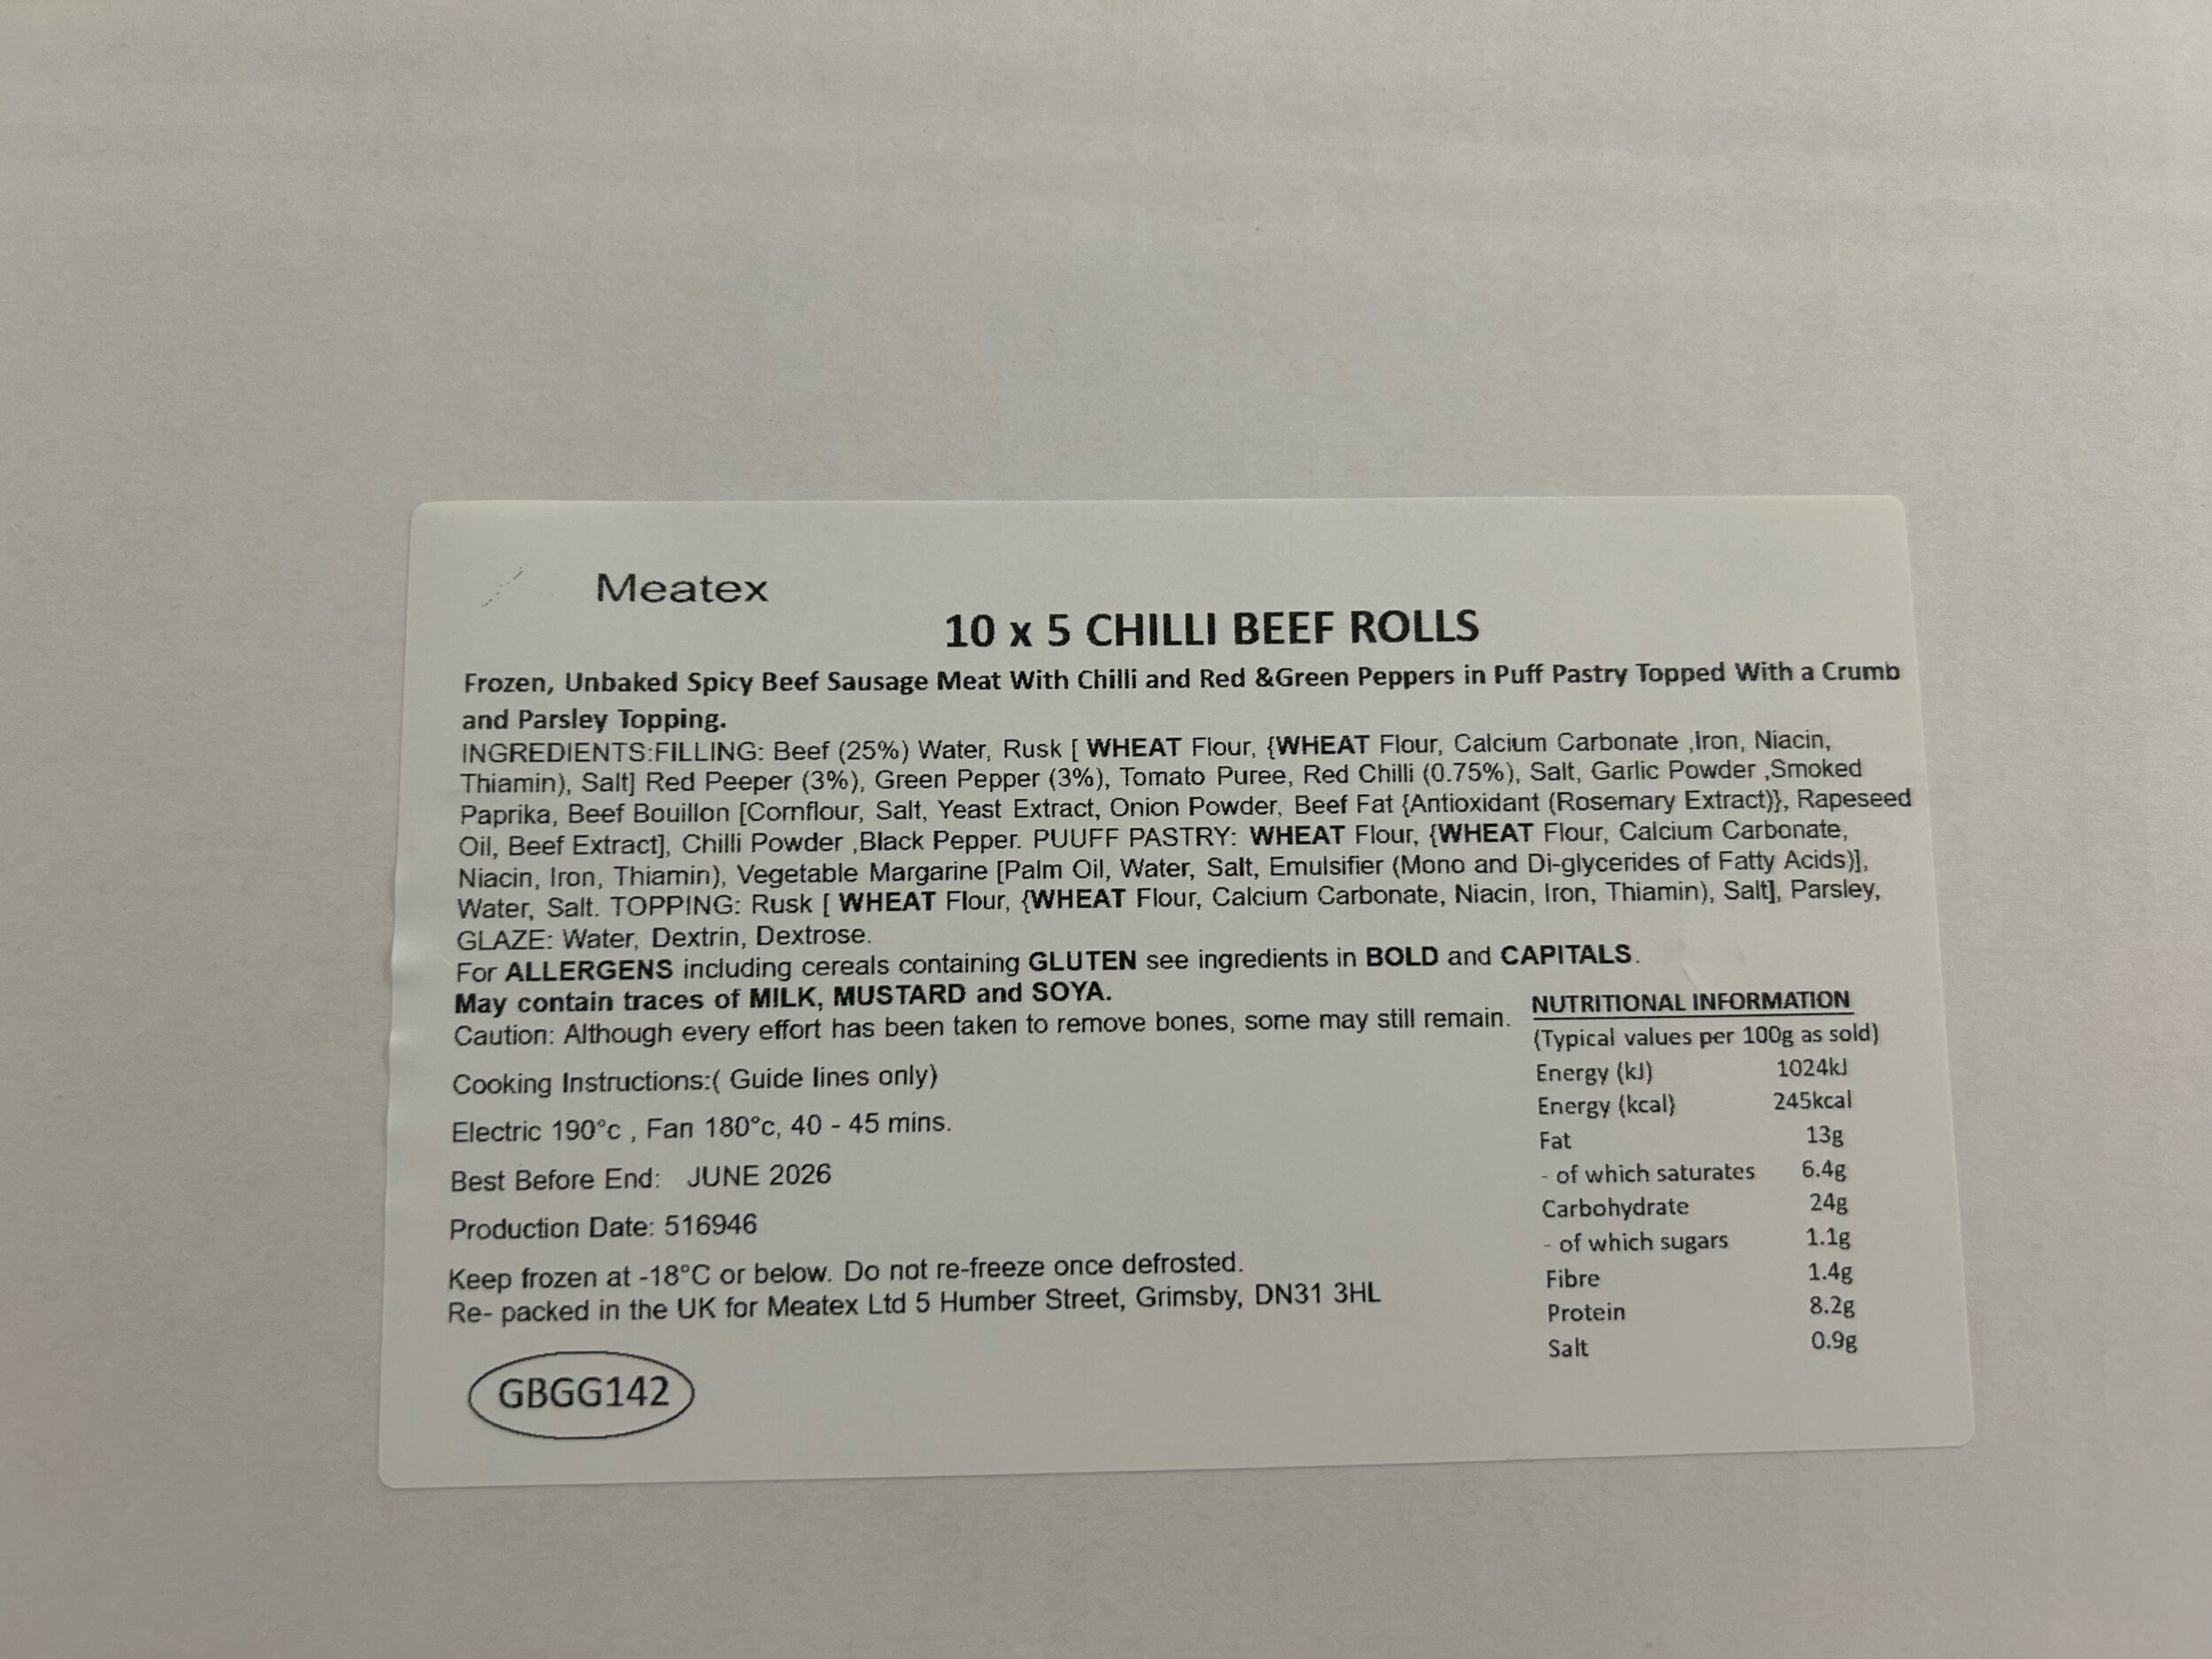 Meatex
10 x 5 CHILLI BEEF ROLLS
Frozen, Unbaked Spicy Beef Sausage Meat With Chilli and Red &Green Peppers in Puff Pastry Topped With a Crumb
and Parsley Topping.
INGREDIENTS:FILLING: Beef (25%) Water, Rusk [ WHEAT Flour, {WHEAT Flour, Calcium Carbonate ,Iron, Niacin,
Thiamin), Salt] Red Peeper (3%), Green Pepper (3%), Tomato Puree, Red Chilli (0.75%), Salt, Garlic Powder ,Smoked
Paprika, Beef Bouillon [Cornflour, Salt, Yeast Extract, Onion Powder, Beef Fat {Antioxidant (Rosemary Extract)}, Rapeseed
Oil, Beef Extract], Chilli Powder ,Black Pepper. PUUFF PASTRY: WHEAT Flour, {WHEAT Flour, Calcium Carbonate,
Niacin, Iron, Thiamin), Vegetable Margarine [Palm Oil, Water, Salt, Emulsifier (Mono and Di-glycerides of Fatty Acids)],
Water, Salt. TOPPING: Rusk [ WHEAT Flour, {WHEAT Flour, Calcium Carbonate, Niacin, Iron, Thiamin), Salt], Parsley,
GLAZE: Water, Dextrin, Dextrose.
For ALLERGENS including cereals containing GLUTEN see ingredients in BOLD and CAPITALS.
May contain traces of MILK, MUSTARD and SOYA.
Caution: Although every effort has been taken to remove bones, some may still remain.
Cooking Instructions:( Guide lines only)
Electric 190°c , Fan 180°c, 40 - 45 mins.
Best Before End: JUNE 2026
Production Date: 516946
Keep frozen at -18°C or below. Do not re-freeze once defrosted.
Re- packed in the UK for Meatex Ltd 5 Humber Street, Grimsby, DN31 3HL
GBGG142
NUTRITIONAL INFORMATION
(Typical values per 100g as sold)
Energy (kJ) 1024kJ
Energy (kcal) 245kcal
Fat 13g
- of which saturates 6.4g
Carbohydrate 24g
- of which sugars 1.1g
Fibre 1.4g
Protein 8.2g
Salt 0.9g